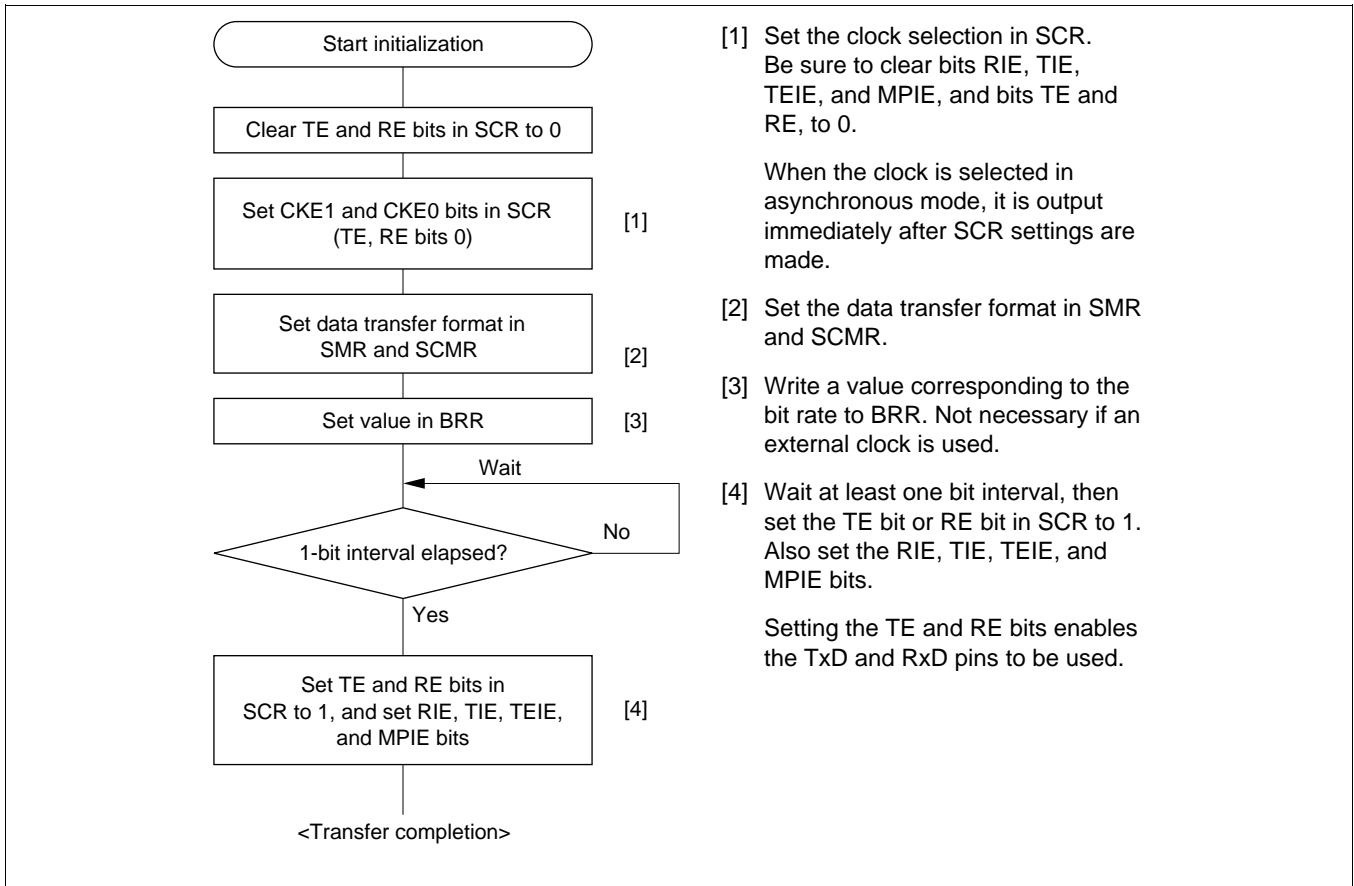 Start initialization
Clear TE and RE bits in SCR to 0
Set CKE1 and CKE0 bits in SCR
(TE, RE bits 0)
[1]
Set data transfer format in
SMR and SCMR
[2]
Set value in BRR
[3]
Wait
No
1-bit interval elapsed?
Yes
Set TE and RE bits in
SCR to 1, and set RIE, TIE, TEIE,
and MPIE bits
[4]
<Transfer completion>
[1] Set the clock selection in SCR.
Be sure to clear bits RIE, TIE,
TEIE, and MPIE, and bits TE and
RE, to 0.
When the clock is selected in
asynchronous mode, it is output
immediately after SCR settings are
made.
[2] Set the data transfer format in SMR
and SCMR.
[3] Write a value corresponding to the
bit rate to BRR. Not necessary if an
external clock is used.
[4] Wait at least one bit interval, then
set the TE bit or RE bit in SCR to 1.
Also set the RIE, TIE, TEIE, and
MPIE bits.
Setting the TE and RE bits enables
the TxD and RxD pins to be used.